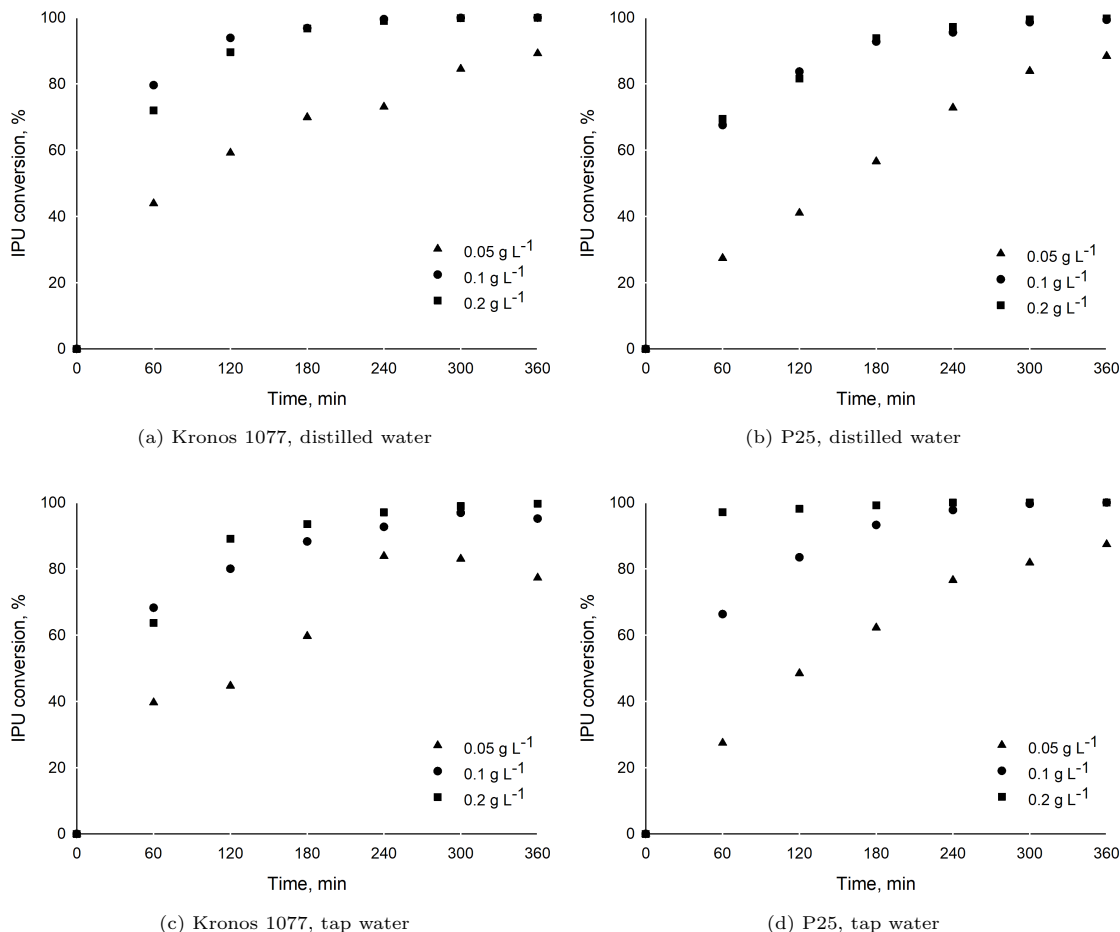 100
80
60
40
20
0
IPU conversion, %
0.05 g L-1
0.1 g L-1
0.2 g L-1
0 60 120 180 240 300 360
Time, min
(a) Kronos 1077, distilled water
100
80
60
40
20
0
IPU conversion, %
0.05 g L-1
0.1 g L-1
0.2 g L-1
0 60 120 180 240 300 360
Time, min
(b) P25, distilled water
100
80
60
40
20
0
IPU conversion, %
0.05 g L-1
0.1 g L-1
0.2 g L-1
0 60 120 180 240 300 360
Time, min
(c) Kronos 1077, tap water
100
80
60
40
20
0
IPU conversion, %
0.05 g L-1
0.1 g L-1
0.2 g L-1
0 60 120 180 240 300 360
Time, min
(d) P25, tap water